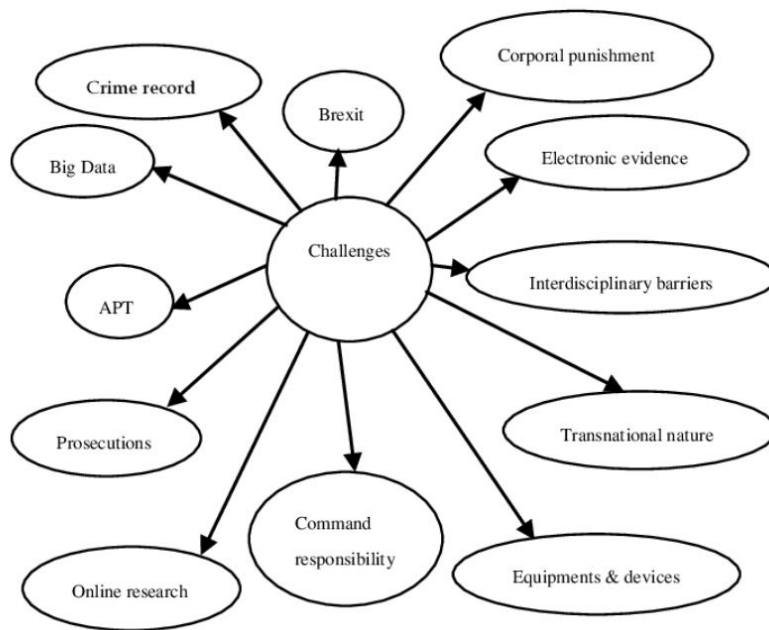 Corporal punishment
Crime record
Brexit
Big Data
Electronic evidence
Challenges
Interdisciplinary barriers
APT
Prosecutions
Transnational nature
Command
responsibility
Online research
Equipments & devices